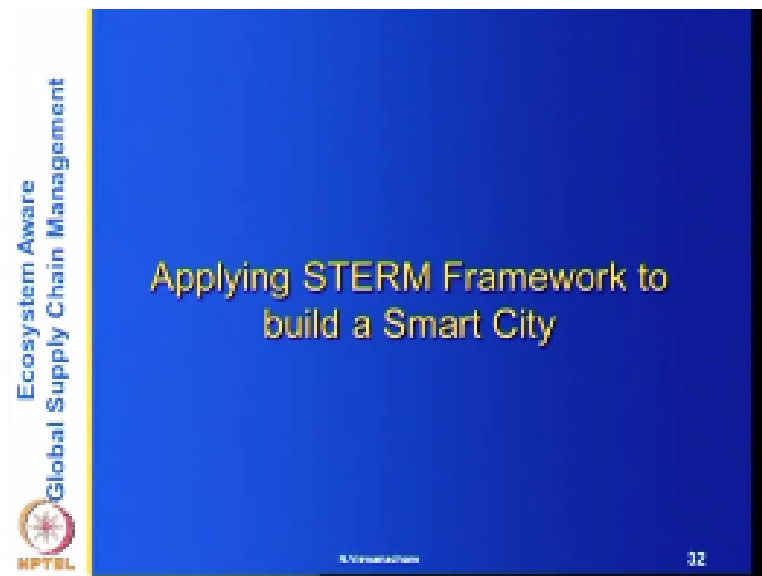 Ecosystem Aware
Global Supply Chain Management
Applying STERM Framework to
build a Smart City
NPTEL
32